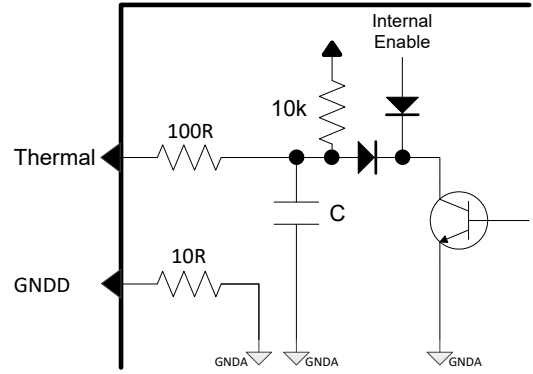 Internal
Enable
10k
100R
Thermal
C
10R
GNDD
GNDA
GNDA
GNDA